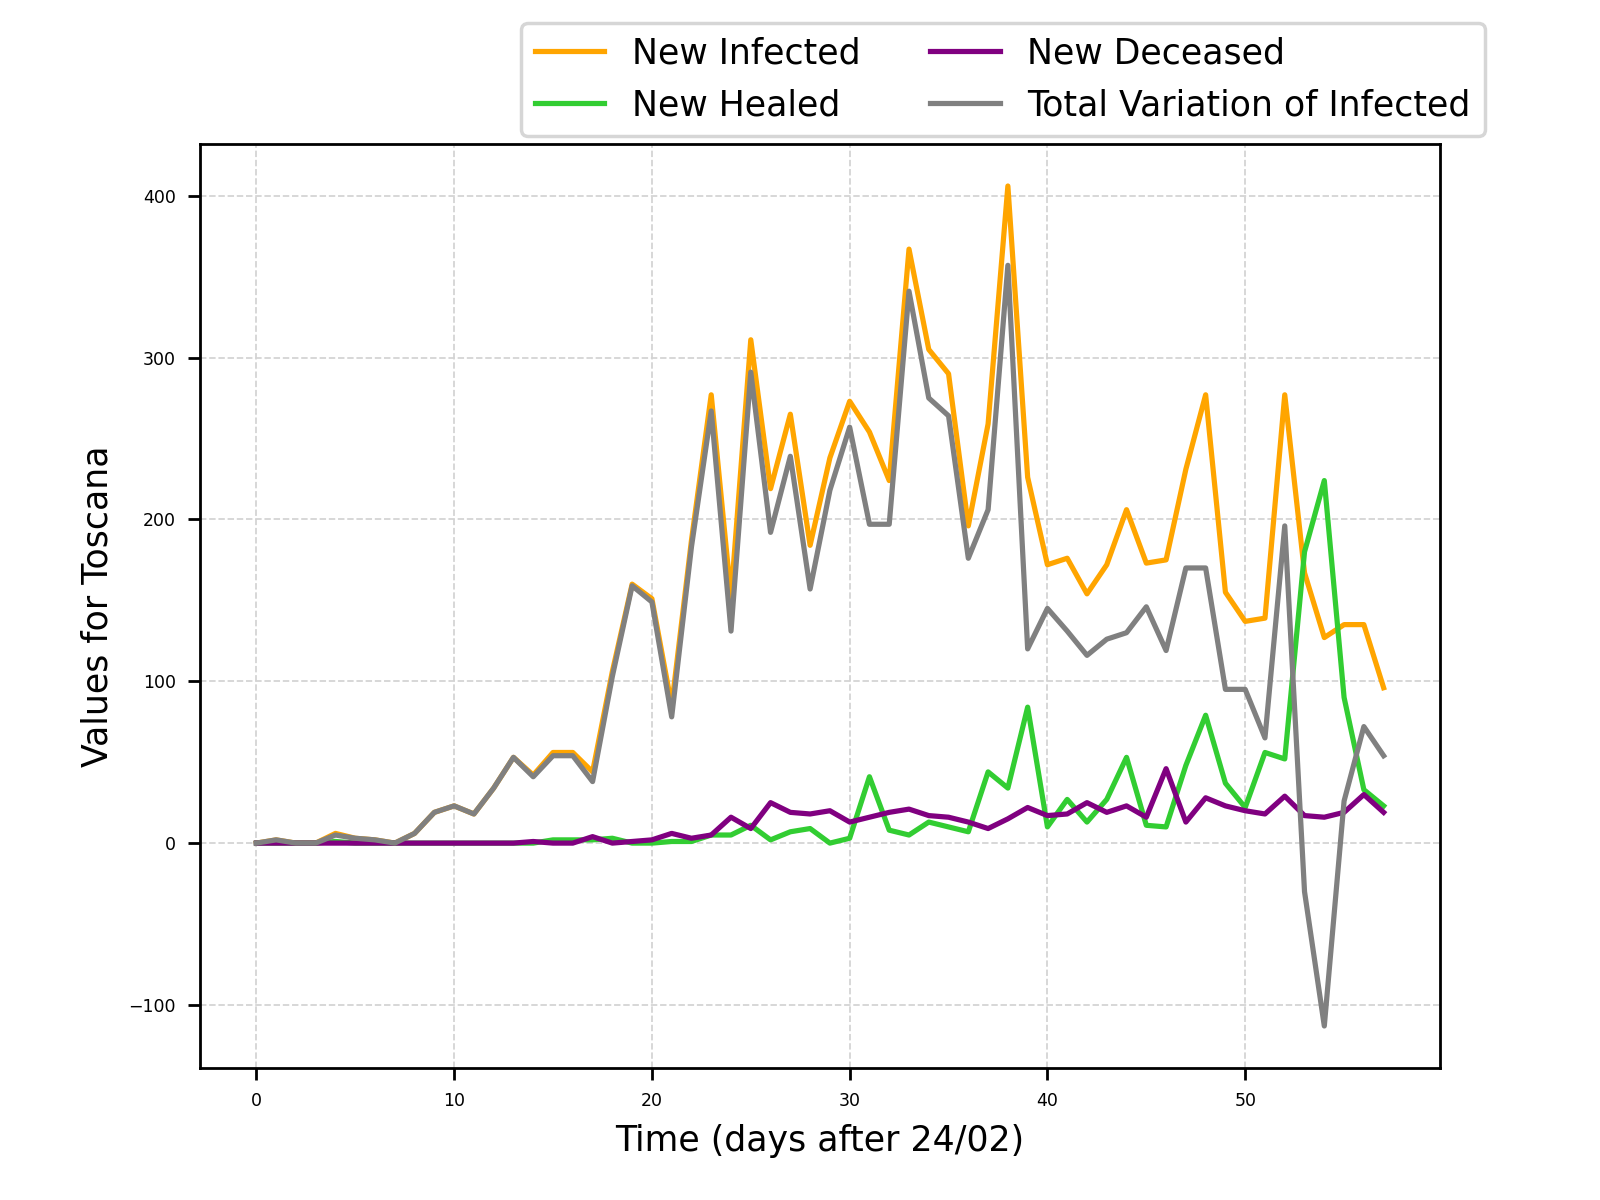 New Infected
New Healed
New Deceased
Total Variation of Infected
Values for Toscana
400
300
200
100
0
−100
0 10 20 30 40 50
Time (days after 24/02)